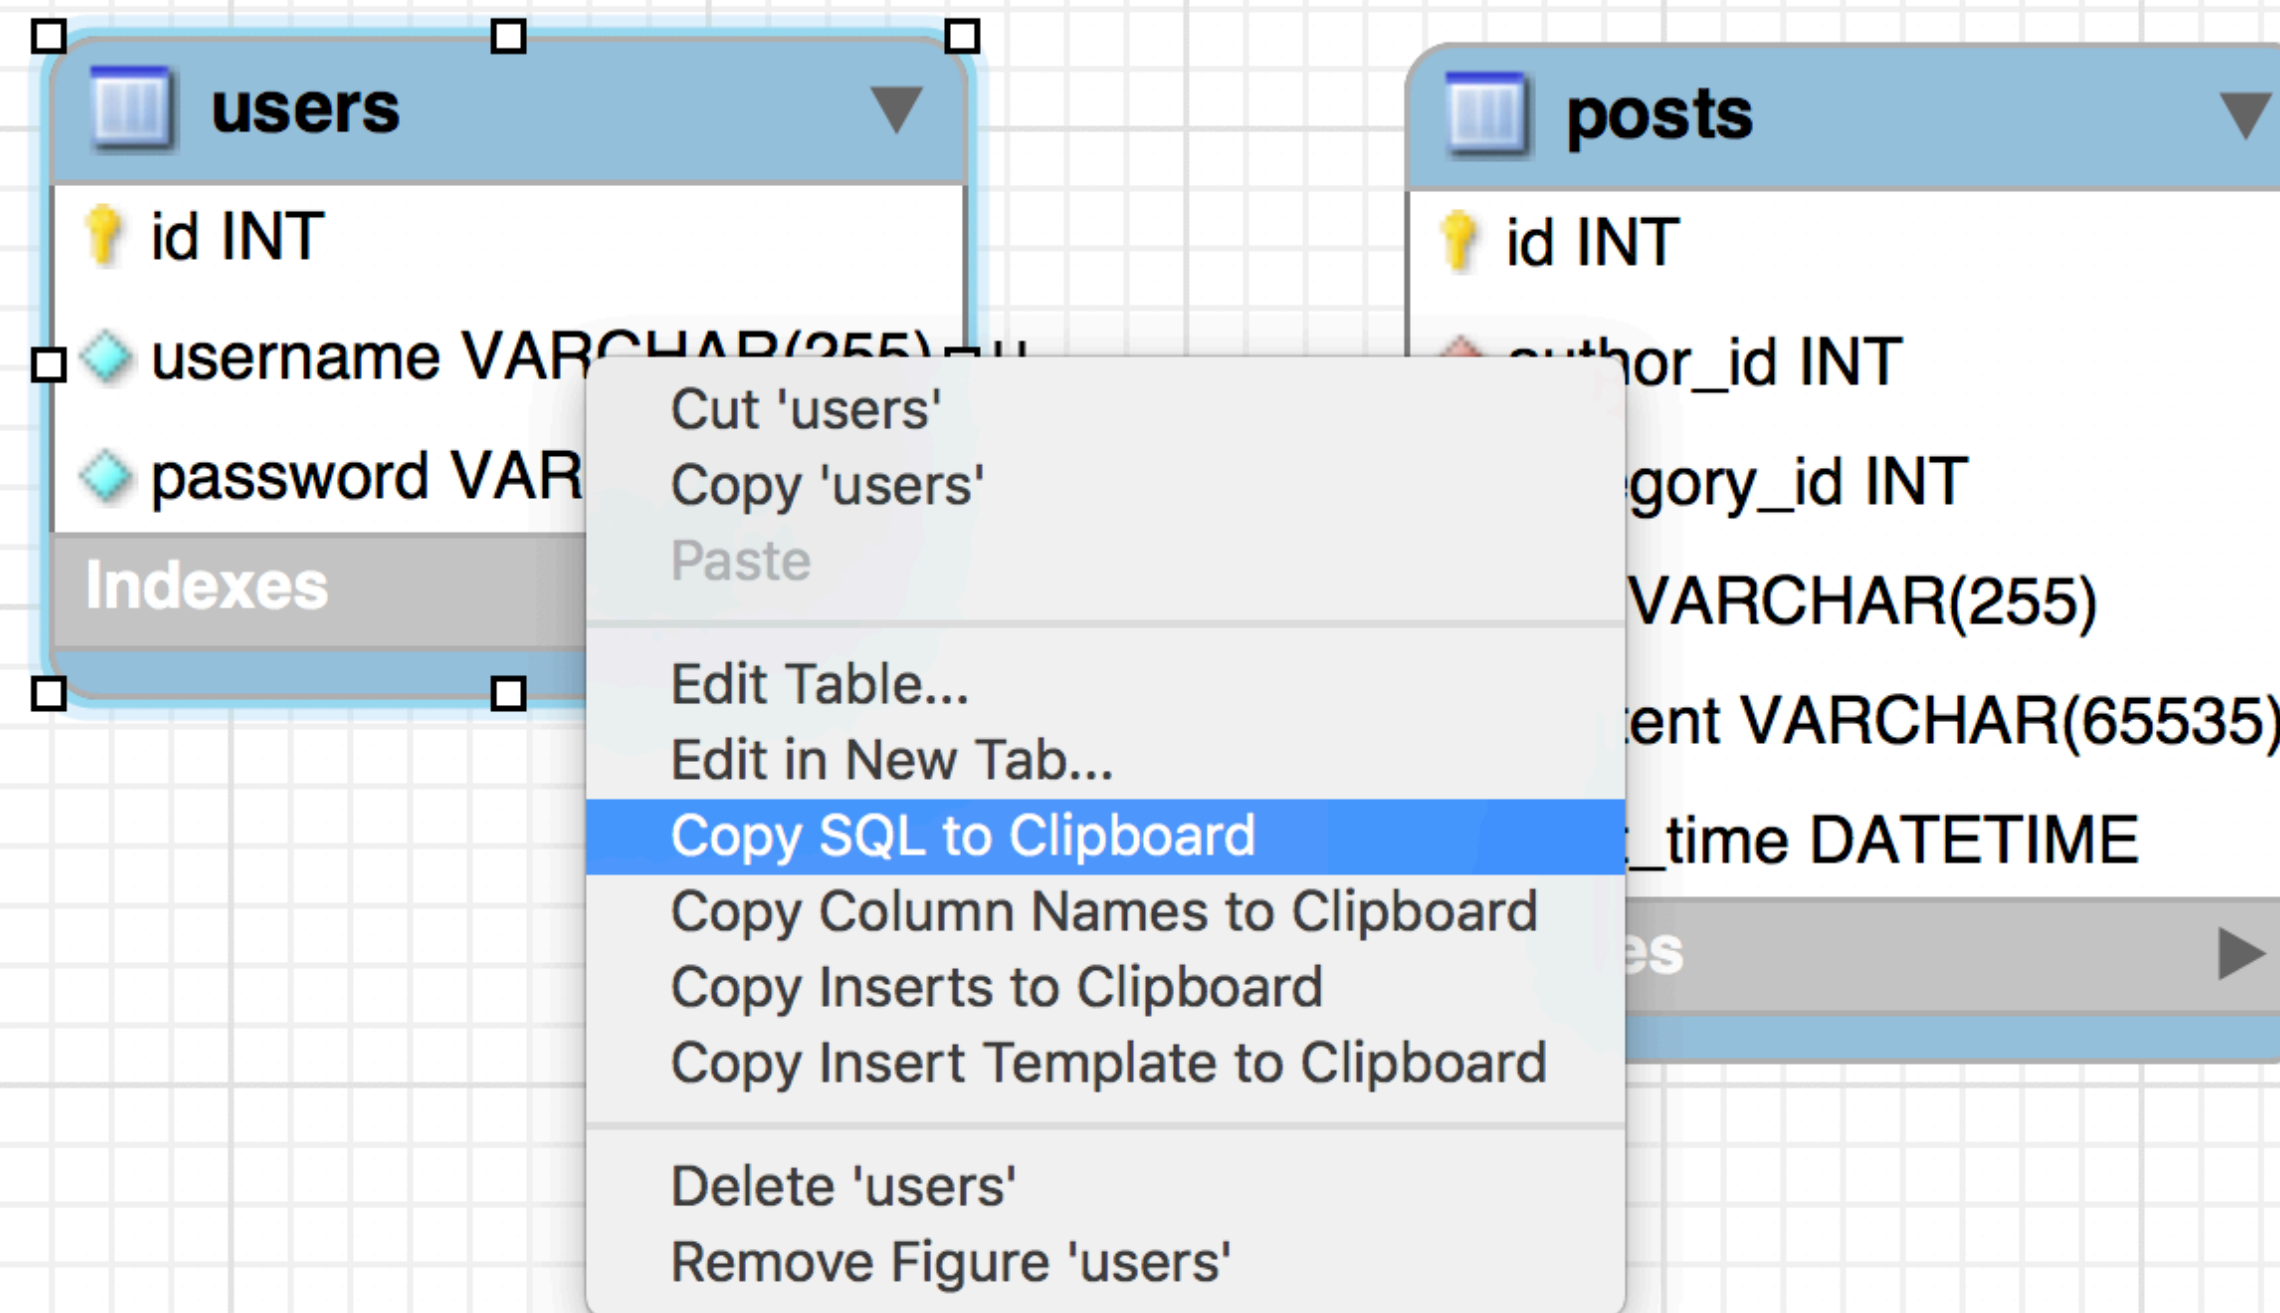 users
id INT
username VARCHAR(255)
password VAR
Indexes
Cut 'users'
Copy 'users'
Paste
Edit Table...
Edit in New Tab...
Copy SQL to Clipboard
Copy Column Names to Clipboard
Copy Inserts to Clipboard
Copy Insert Template to Clipboard
Delete 'users'
Remove Figure 'users'
posts
id INT
author_id INT
gory_id INT
VARCHAR(255)
tent VARCHAR(65535)
_time DATETIME
es